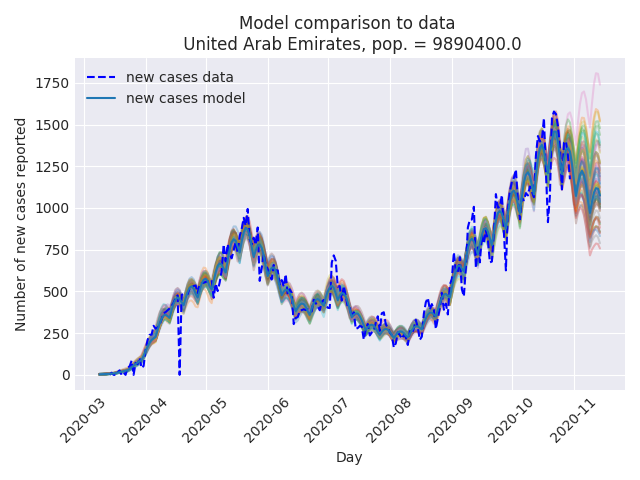 Model comparison to data
United Arab Emirates, pop. = 9890400.0
new cases data
new cases model
Number of new cases reported
1750
1500
1250
1000
750
500
250
0
2020-03
2020-04
2020-05
2020-06
2020-07
2020-08
2020-09
2020-10
2020-11
Day